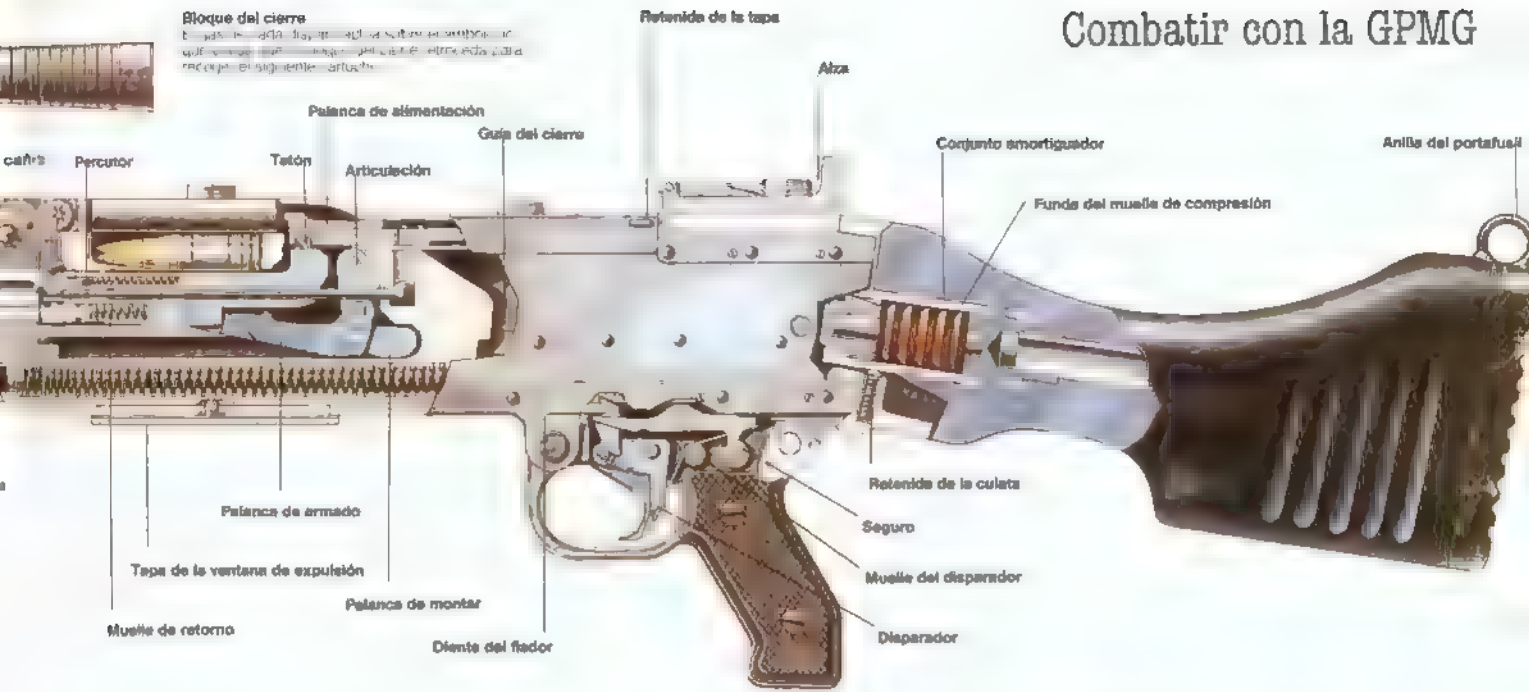 Combatir con la GPMG
Bloque del cierre
Retenida de la tapa
Alza
Palanca de alimentación
Guía del cierre
Percutor
Tetón
Articulación
Conjunto amortiguador
Anilla del portafusil
Funda del muelle de compresión
Retenida de la culata
Palanca de armado
Seguro
Tapa de la ventana de expulsión
Muelle del disparador
Palanca de montar
Muelle de retorno
Disparador
Diente del fiador